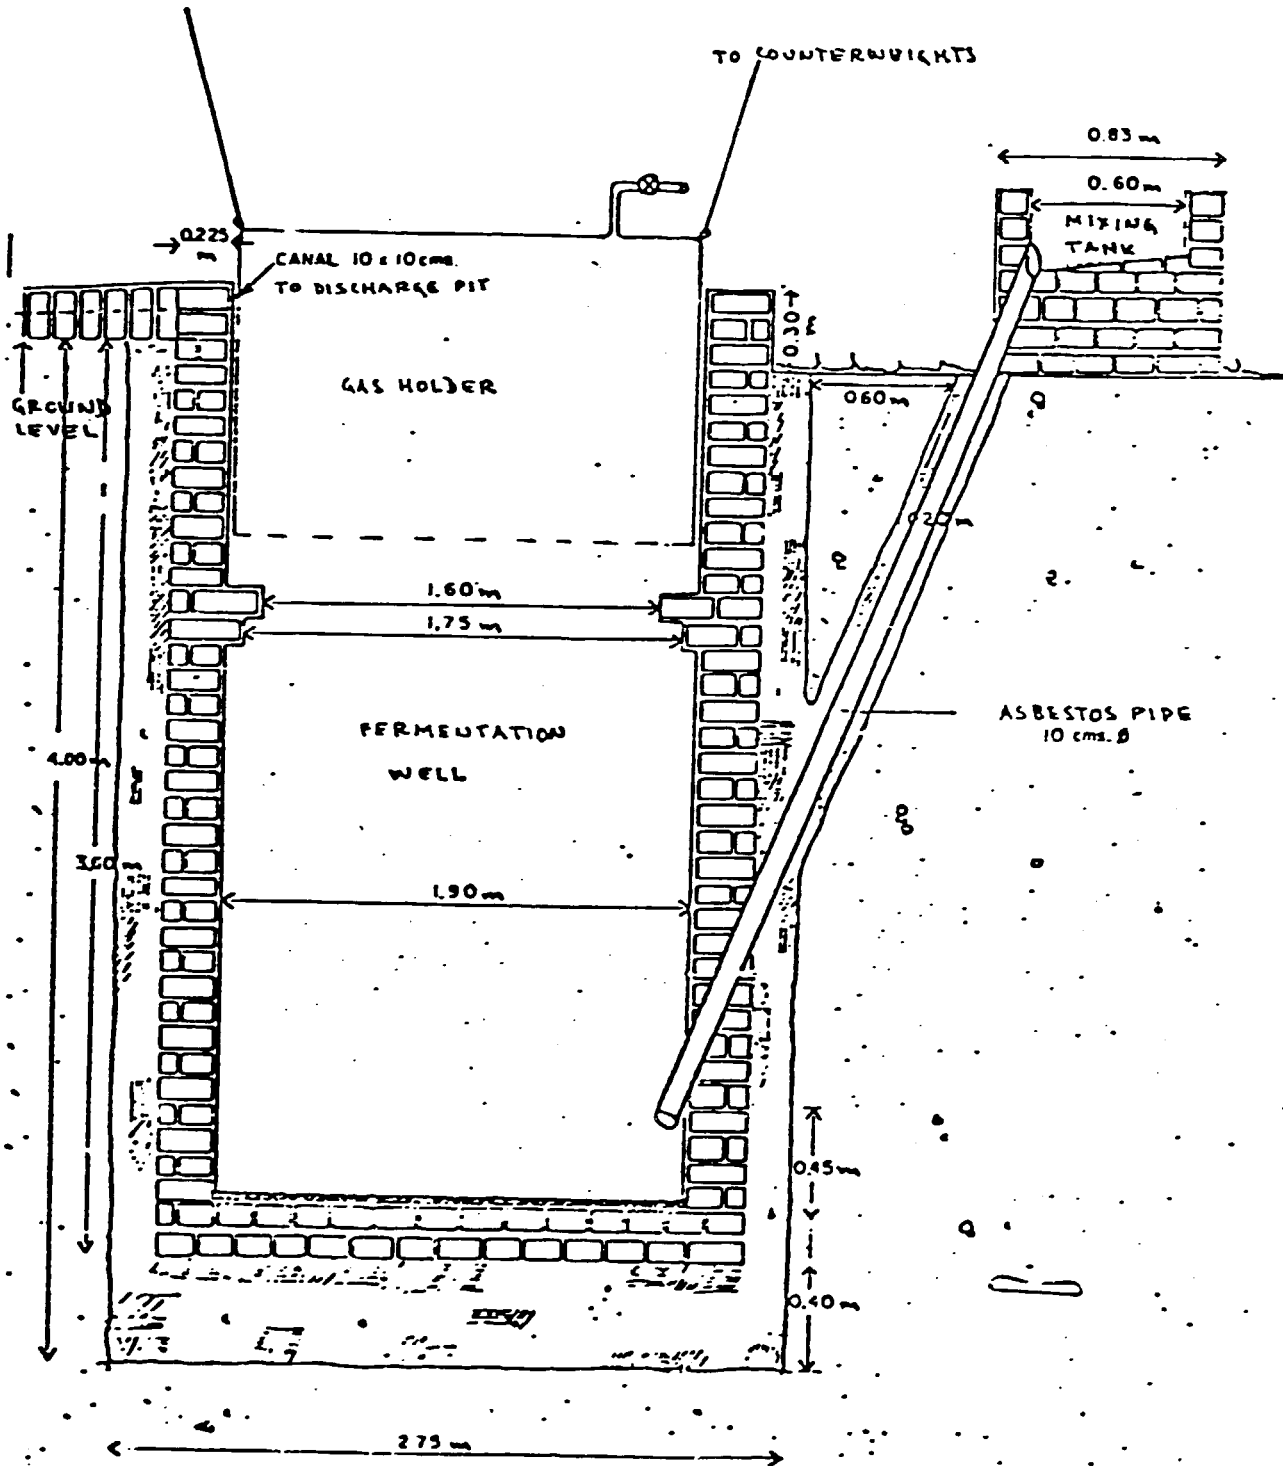 TO COUNTERWEIGHTS
0.83 m
0.60 m
MIXING
TANK
0.225
m
CANAL 10 x 10 cms.
TO DISCHARGE PIT
0.30
m
GAS HOLDER
GROUND
LEVEL
0.60 m
1.60 m
1.75 m
ASBESTOS PIPE
10 cms. Ø
FERMENTATION
WELL
4.00 m
3.60 m
1.90 m
0.45 m
0.40 m
2.75 m